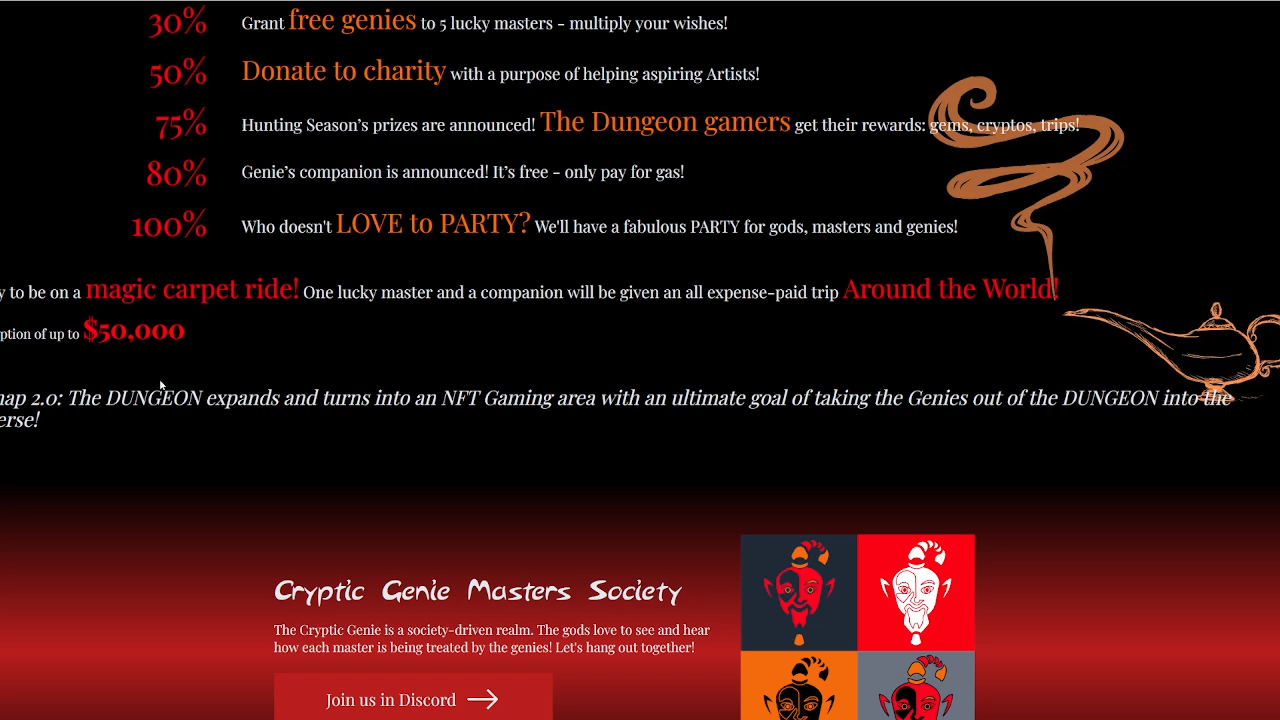 30% Grant free genies to 5 lucky masters - multiply your wishes!
50% Donate to charity with a purpose of helping aspiring Artists!
75% Hunting Season's prizes are announced! The Dungeon gamers get their rewards: gems, cryptos, trips!
80% Genie's companion is announced! It's free - only pay for gas!
100% Who doesn't LOVE to PARTY? We'll have a fabulous PARTY for gods, masters and genies!
y to be on a magic carpet ride! One lucky master and a companion will be given an all expense-paid trip Around the World!
ption of up to $50,000
nap 2.0: The DUNGEON expands and turns into an NFT Gaming area with an ultimate goal of taking the Genies out of the DUNGEON into the
erse!
Cryptic Genie Masters Society
The Cryptic Genie is a society-driven realm. The gods love to see and hear
how each master is being treated by the genies! Let's hang out together!
Join us in Discord